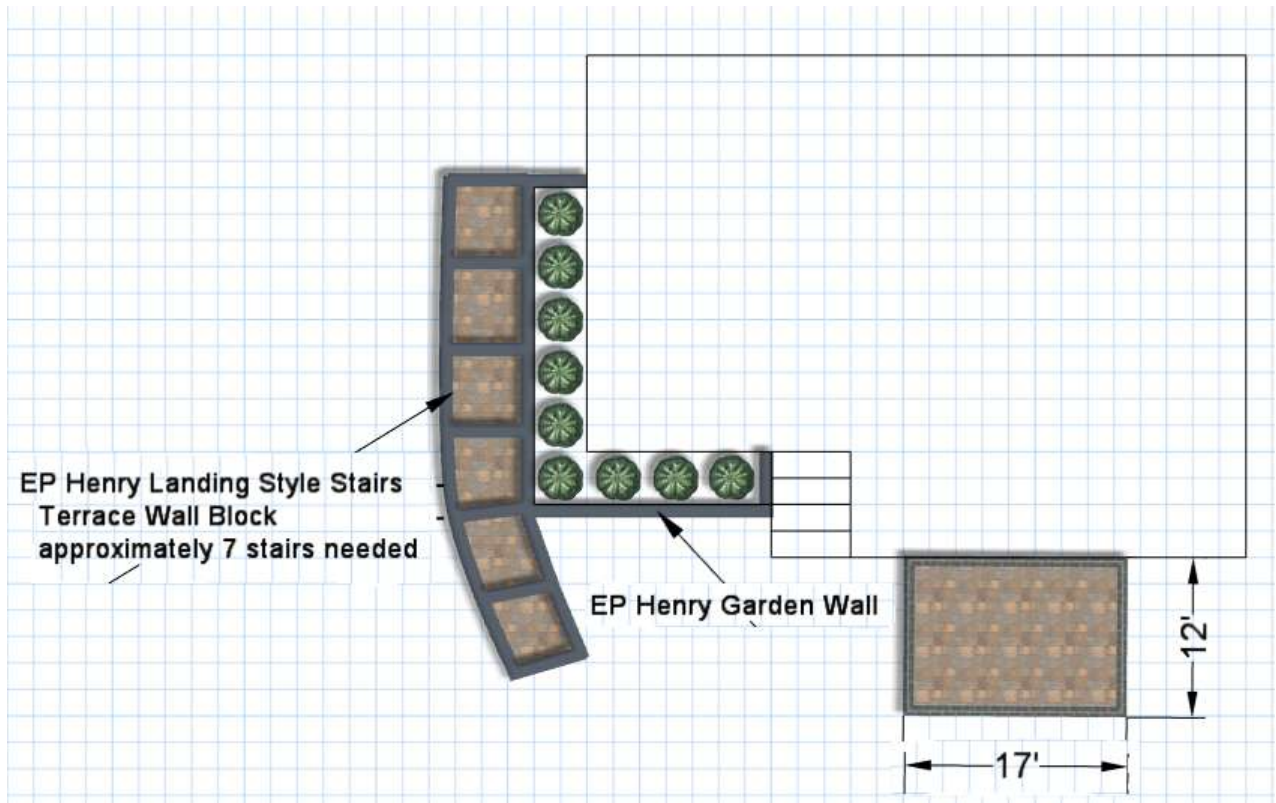 EP Henry Landing Style Stairs
Terrace Wall Block
approximately 7 stairs needed
EP Henry Garden Wall
12'
17'